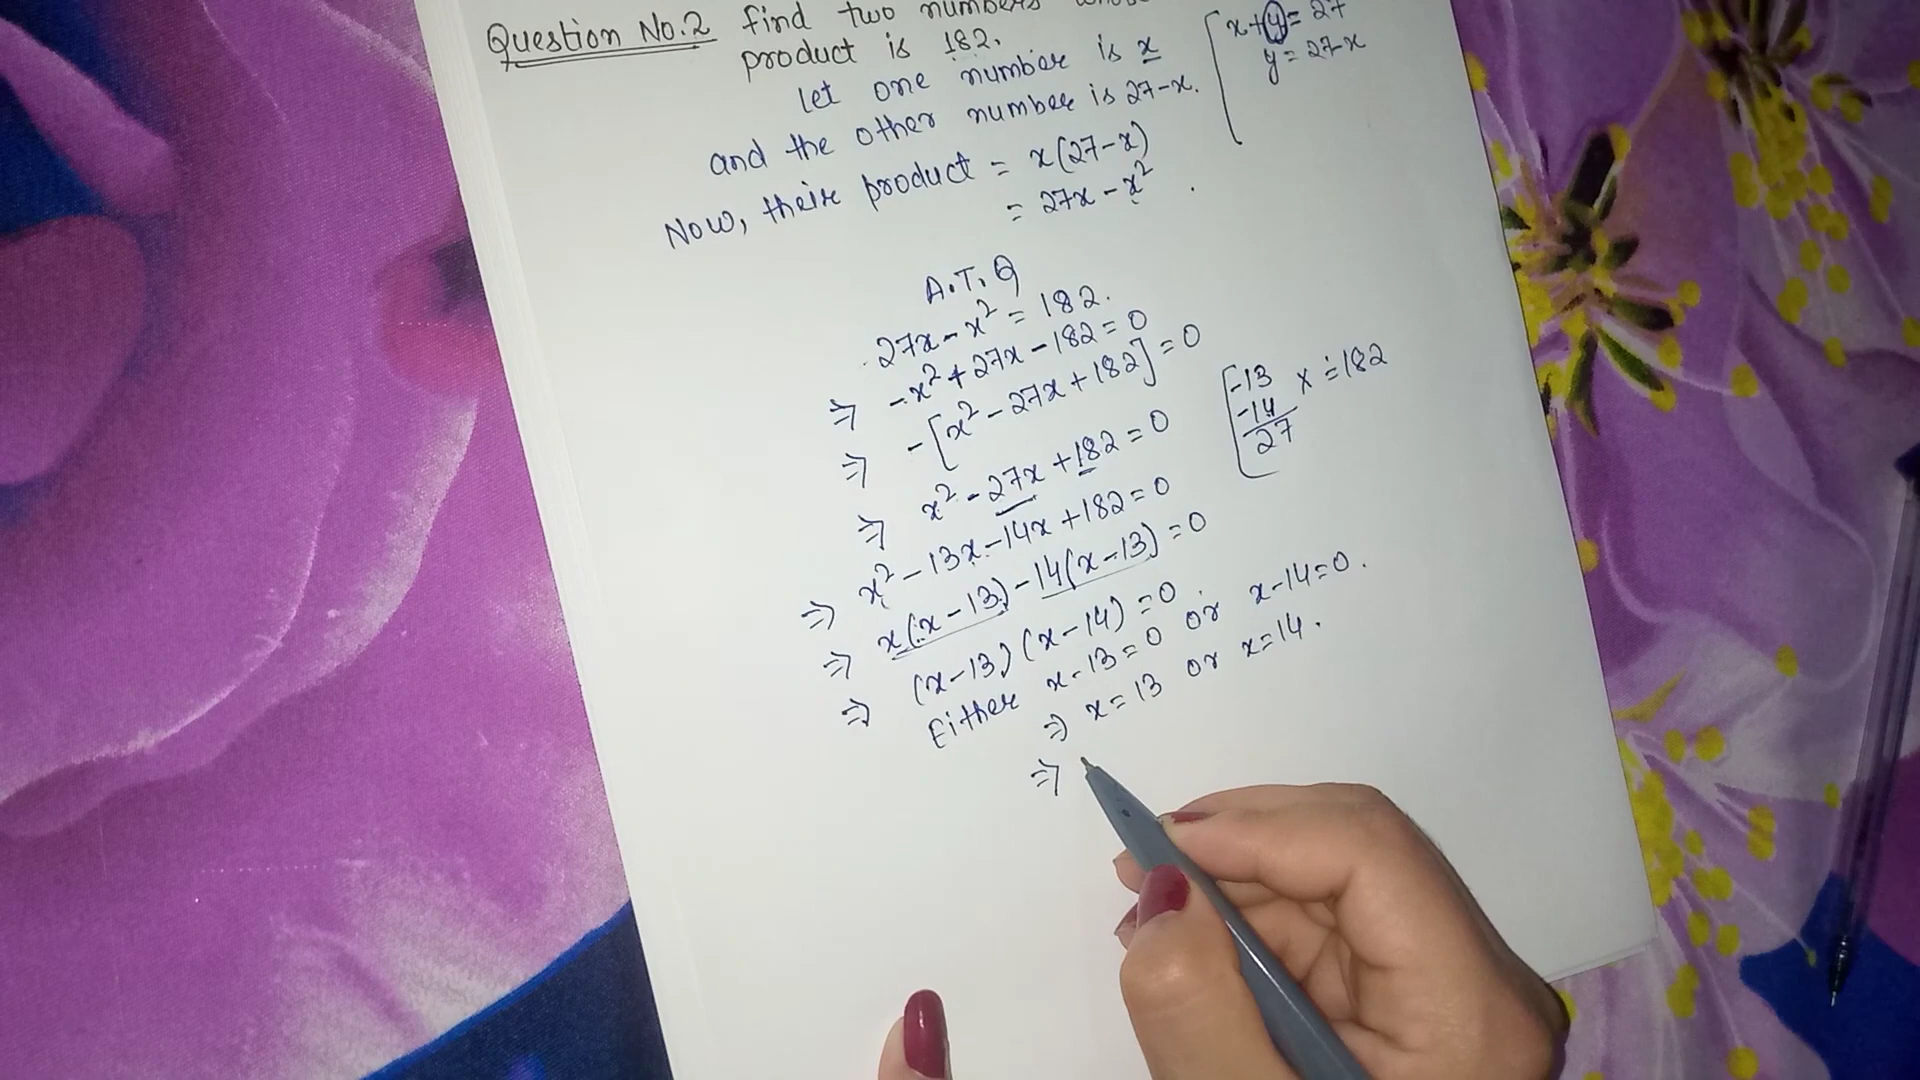 Question No.2 find two numbers
product is 182.
let one number is x
and the other number is 27-x.
x+y = 27
y = 27-x
Now, their product = x(27-x)
= 27x - x²
A.T.Q
27x - x² = 182.
⇒ -x² + 27x - 182 = 0
⇒ -[x² - 27x + 182] = 0
⇒ x² - 27x + 182 = 0
-13
-14 × = 182
27
⇒ x² - 13x - 14x + 182 = 0
⇒ x(x-13) - 14(x-13) = 0
⇒ (x-13)(x-14) = 0
Either x-13 = 0 or x-14 = 0.
⇒ x = 13 or x = 14.
⇒